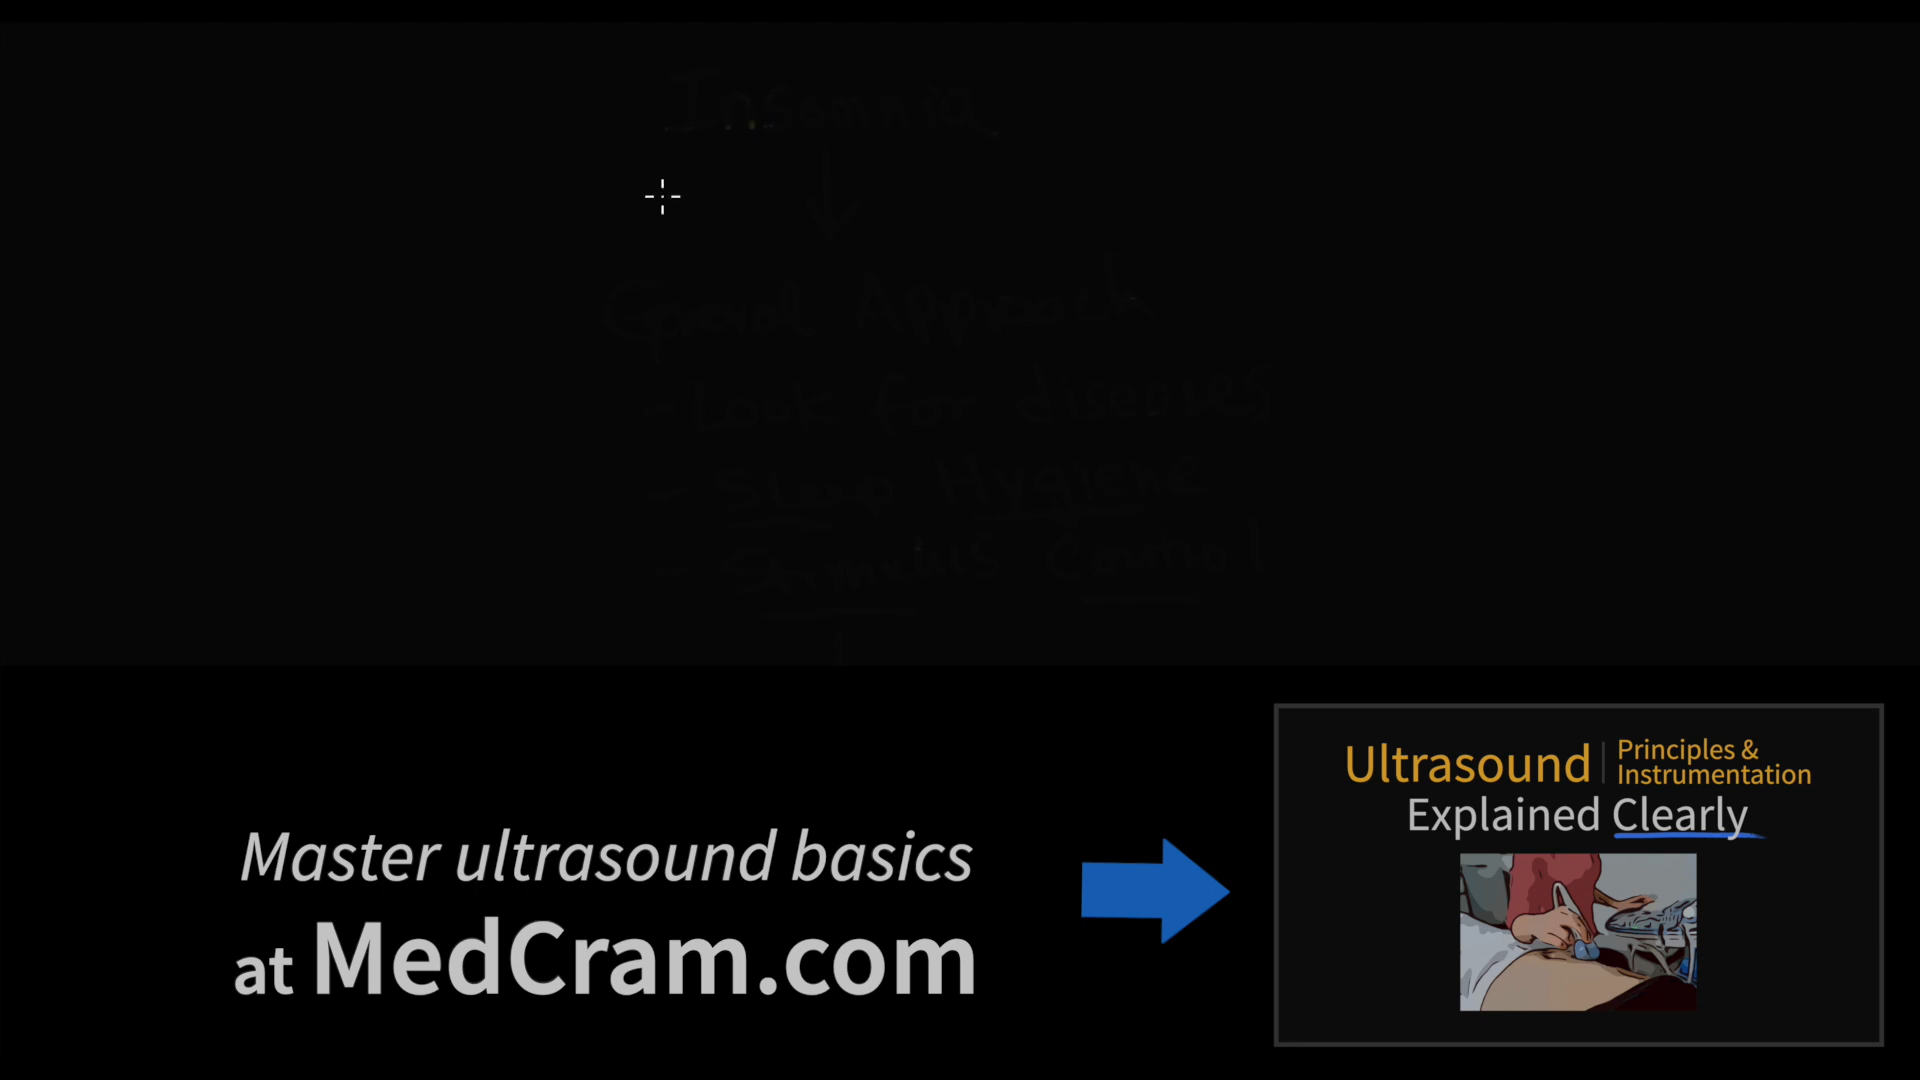 Insomnia
General Approach
- Look for diseases
- Sleep Hygiene
- Stimulus Control
Ultrasound | Principles &
Instrumentation
Explained Clearly
Master ultrasound basics
at MedCram.com